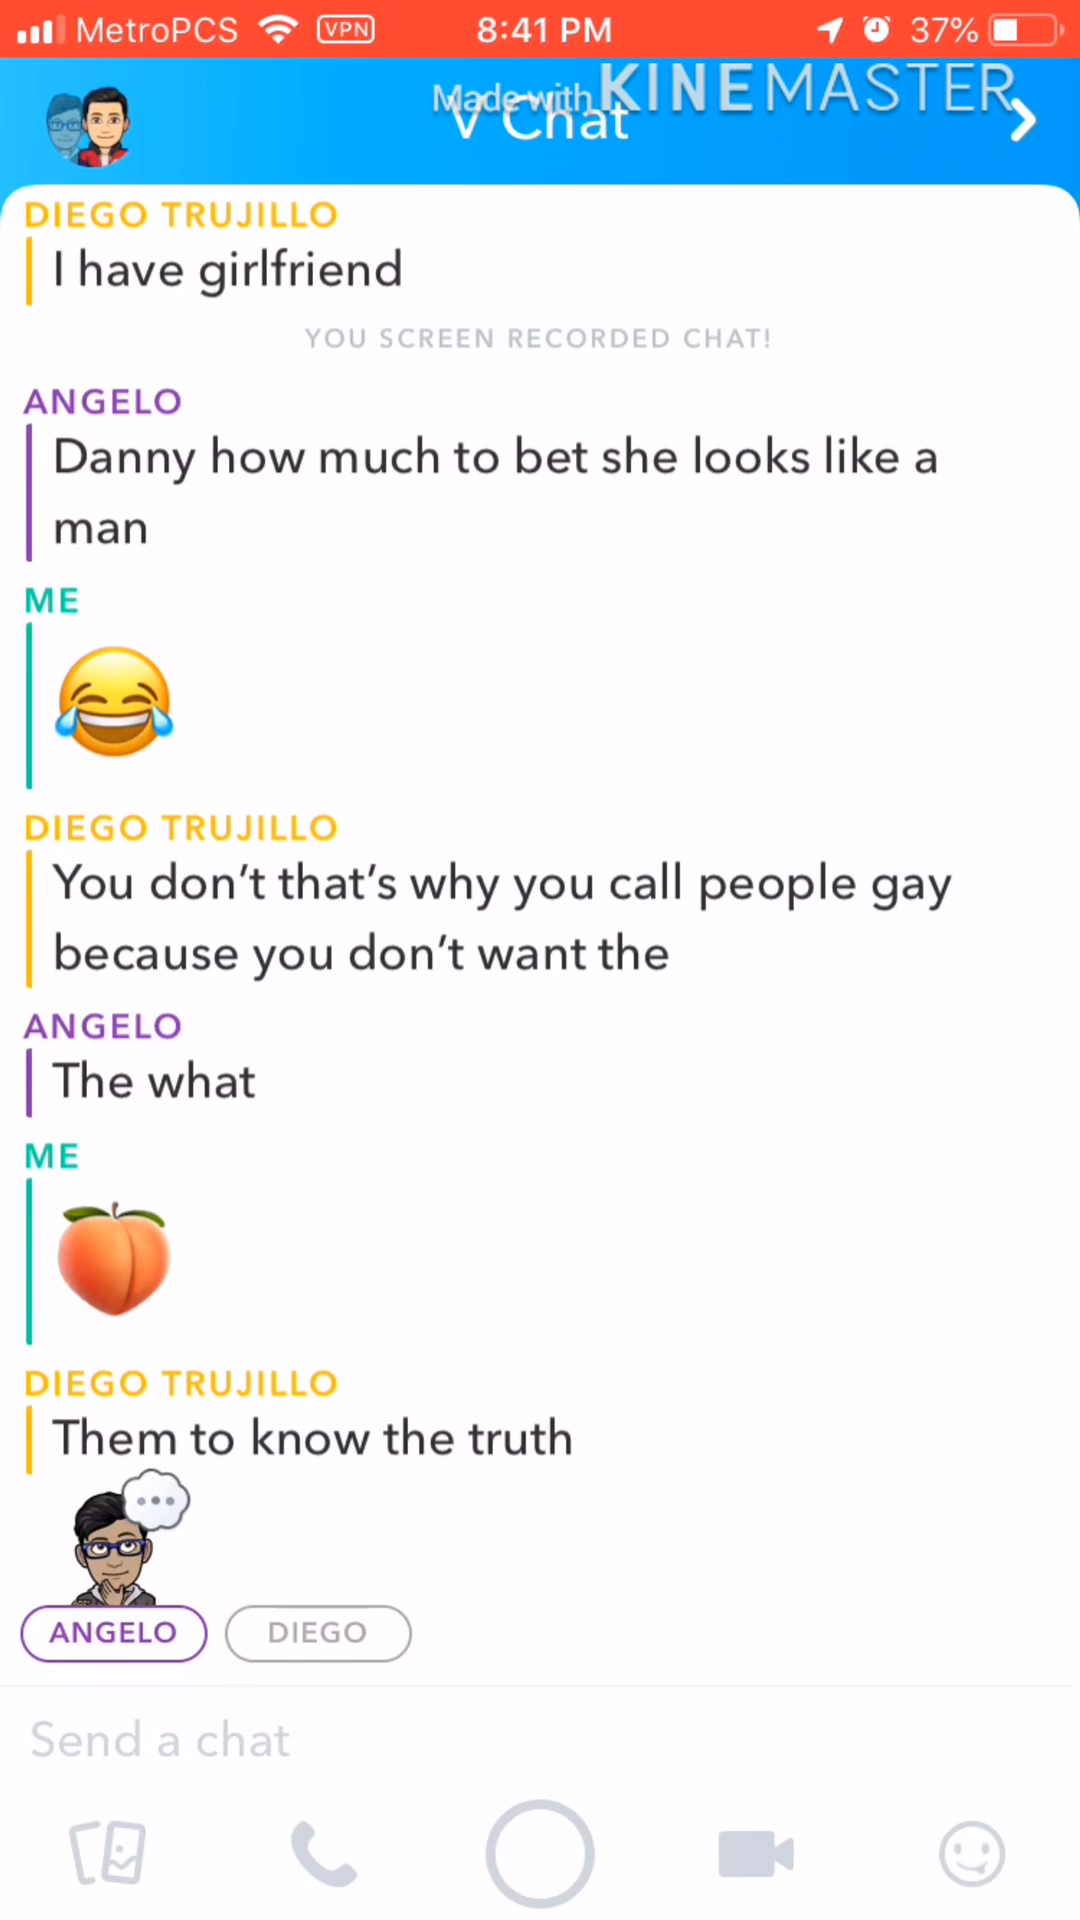 MetroPCS VPN 8:41 PM 37%
Made with KINEMASTER
V Chat
DIEGO TRUJILLO
I have girlfriend
YOU SCREEN RECORDED CHAT!
ANGELO
Danny how much to bet she looks like a
man
ME
DIEGO TRUJILLO
You don't that's why you call people gay
because you don't want the
ANGELO
The what
ME
DIEGO TRUJILLO
Them to know the truth
ANGELO DIEGO
Send a chat